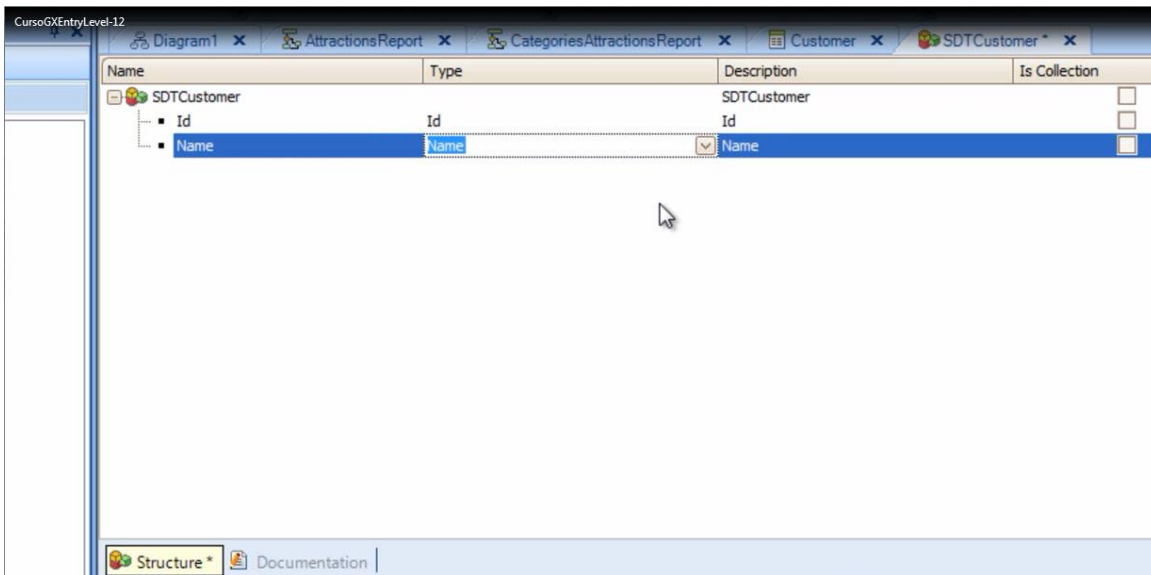 CursoGXEntryLevel-12
Diagram1 AttractionsReport CategoriesAttractionsReport Customer SDTCustomer *
Name Type Description Is Collection
SDTCustomer SDTCustomer
Id Id Id
Name Name Name
Structure * Documentation